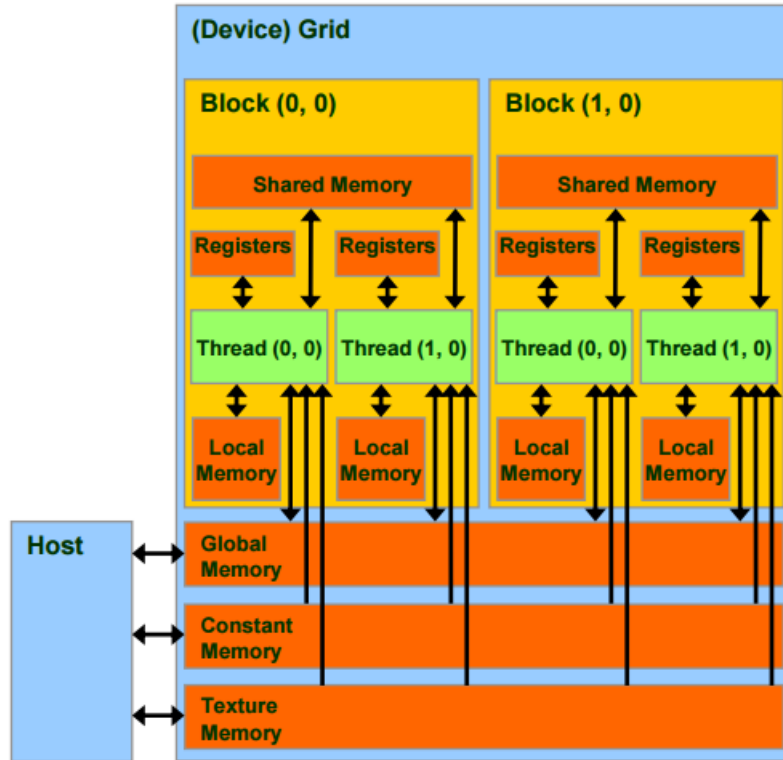 (Device) Grid
Block (0, 0)
Block (1, 0)
Shared Memory
Shared Memory
Registers
Registers
Registers
Registers
Thread (0, 0)
Thread (1, 0)
Thread (0, 0)
Thread (1, 0)
Local
Memory
Local
Memory
Local
Memory
Local
Memory
Host
Global
Memory
Constant
Memory
Texture
Memory